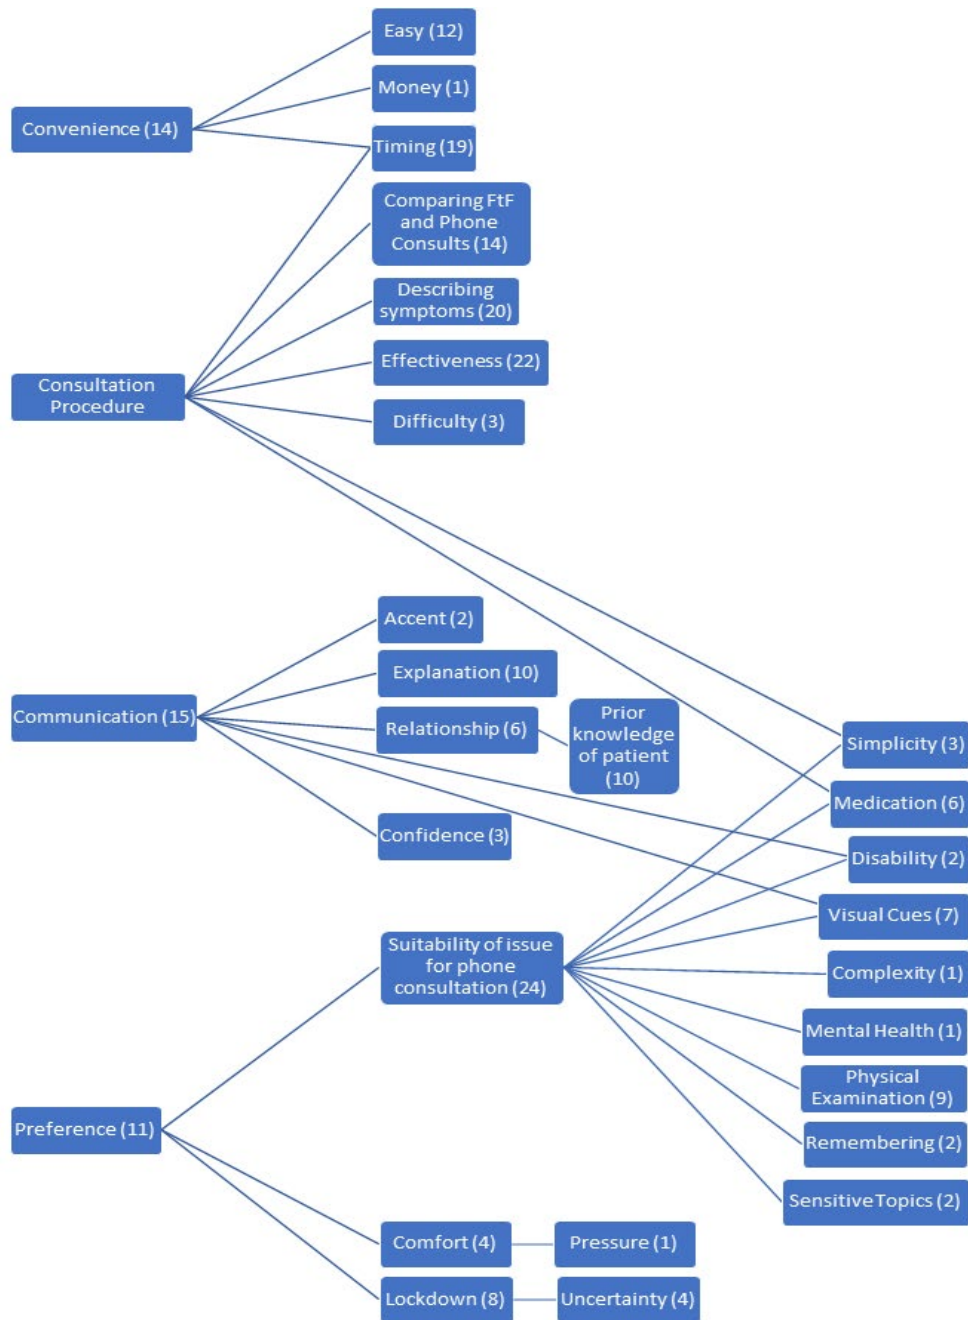 Easy (12)
Money (1)
Convenience (14)
Timing (19)
Comparing FtF
and Phone
Consults (14)
Describing
symptoms (20)
Effectiveness (22)
Consultation
Procedure
Difficulty (3)
Accent (2)
Explanation (10)
Communication (15)
Relationship (6)
Prior
knowledge
of patient
(10)
Confidence (3)
Simplicity (3)
Medication (6)
Disability (2)
Visual Cues (7)
Suitability of issue
for phone
consultation (24)
Complexity (1)
Mental Health (1)
Physical
Examination (9)
Preference (11)
Remembering (2)
Sensitive Topics (2)
Comfort (4)
Pressure (1)
Lockdown (8)
Uncertainty (4)